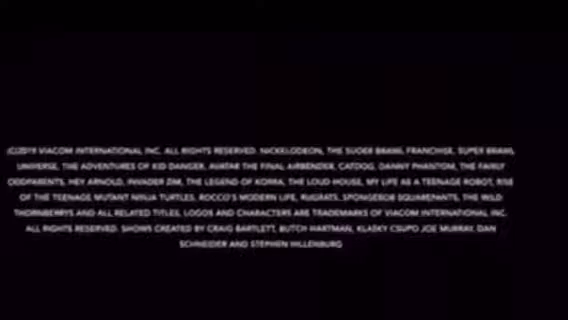 (C)2019 VIACOM INTERNATIONAL INC. ALL RIGHTS RESERVED. NICKELODEON, THE SUPER BRAWL FRANCHISE, SUPER BRAWL
UNIVERSE, THE ADVENTURES OF KID DANGER, AVATAR THE FINAL AIRBENDER, CATDOG, DANNY PHANTOM, THE FAIRLY
ODDPARENTS, HEY ARNOLD, INVADER ZIM, THE LEGEND OF KORRA, THE LOUD HOUSE, MY LIFE AS A TEENAGE ROBOT, RISE
OF THE TEENAGE MUTANT NINJA TURTLES, ROCCO'S MODERN LIFE, RUGRATS, SPONGEBOB SQUAREPANTS, THE WILD
THORNBERRYS AND ALL RELATED TITLES, LOGOS AND CHARACTERS ARE TRADEMARKS OF VIACOM INTERNATIONAL INC.
ALL RIGHTS RESERVED. SHOWS CREATED BY CRAIG BARTLETT, BUTCH HARTMAN, KLASKY CSUPO JOE MURRAY, DAN
SCHNEIDER AND STEPHEN HILLENBURG